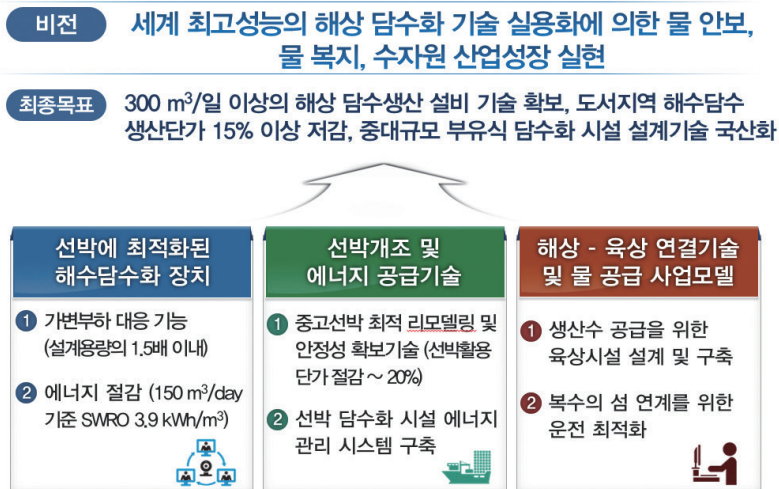 비전
세계 최고성능의 해상 담수화 기술 실용화에 의한 물 안보,
물 복지, 수자원 산업성장 실현
최종목표
300 m³/일 이상의 해상 담수생산 설비 기술 확보, 도서지역 해수담수
생산단가 15% 이상 저감, 중대규모 부유식 담수화 시설 설계기술 국산화
선박에 최적화된
해수담수화 장치
1 가변부하 대응 기능
(설계용량의 1.5배 이내)
2 에너지 절감 (150 m³/day
기준 SWRO 3.9 kWh/m³)
선박개조 및
에너지 공급기술
1 중고선박 최적 리모델링 및
안정성 확보기술 (선박활용
단가 절감 ~ 20%)
2 선박 담수화 시설 에너지
관리 시스템 구축
해상 - 육상 연결기술
및 물 공급 사업모델
1 생산수 공급을 위한
육상시설 설계 및 구축
2 복수의 섬 연계를 위한
운전 최적화